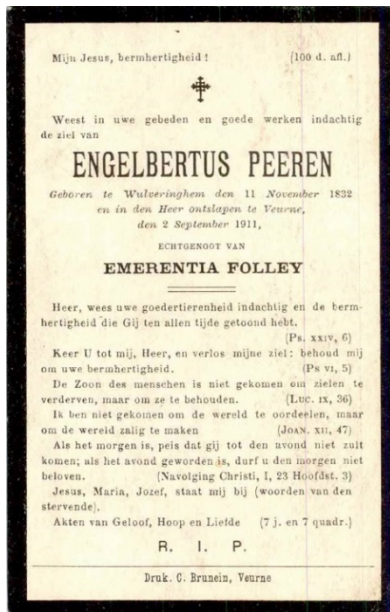 Mijn Jesus, bermhertigheid ! (100 d. afl.)
Weest in uwe gebeden en goede werken indachtig
de ziel van
ENGELBERTUS PEEREN
Geboren te Wulveringhem den 11 November 1832
en in den Heer ontslapen te Veurne,
den 2 September 1911,
ECHTGENOOT VAN
EMERENTIA FOLLEY
Heer, wees uwe goedertierenheid indachtig en de berm-
hertigheid die Gij ten allen tijde getoond hebt.
(Ps. XXIV, 6)
Keer U tot mij, Heer, en verlos mijne ziel : behoud mij
om uwe bermhertigheid. (Ps VI, 5)
De Zoon des menschen is niet gekomen om zielen te
verderven, maar om ze te behouden. (Luc. IX, 36)
Ik ben niet gekomen om de wereld te oordeelen, maar
om de wereld zalig te maken (Joan. XII, 47)
Als het morgen is, peis dat gij tot den avond niet zult
komen; als het avond geworden is, durf u den morgen niet
beloven. (Navolging Christi, I, 23 Hoofdst. 3)
Jesus, Maria, Jozef, staat mij bij (woorden van den
stervende).
Akten van Geloof, Hoop en Liefde (7 j. en 7 quadr.)
R. I. P.
Druk. C. Brunein, Veurne